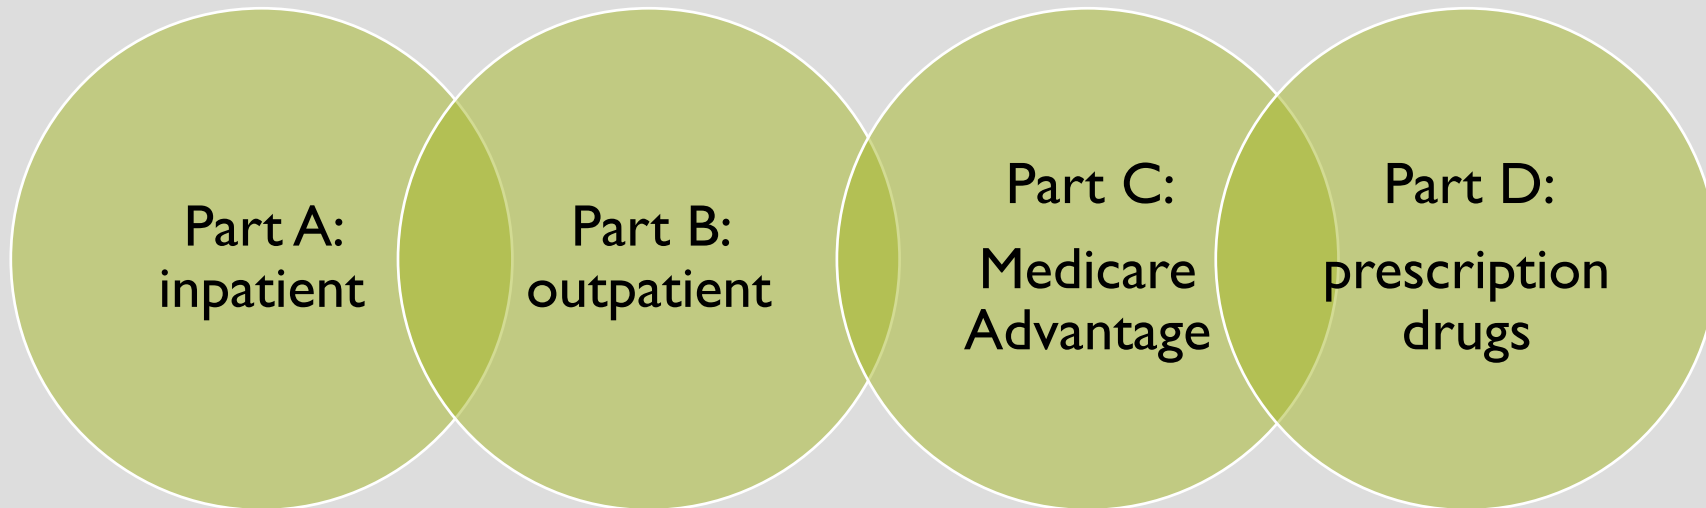 Part A:
inpatient
Part B:
outpatient
Part C:
Medicare
Advantage
Part D:
prescription
drugs